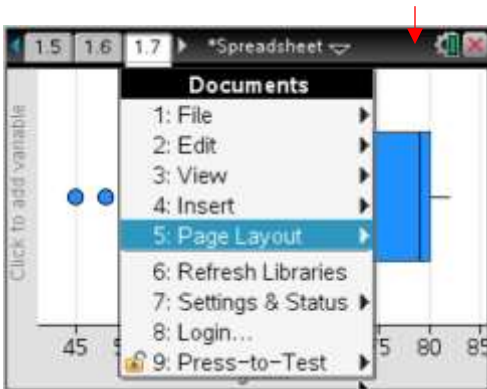 1.5 1.6 1.7 *Spreadsheet
Documents
1: File
2: Edit
3: View
4: Insert
5: Page Layout
6: Refresh Libraries
7: Settings & Status
8: Login...
9: Press-to-Test
Click to add variable
45 5 80 85